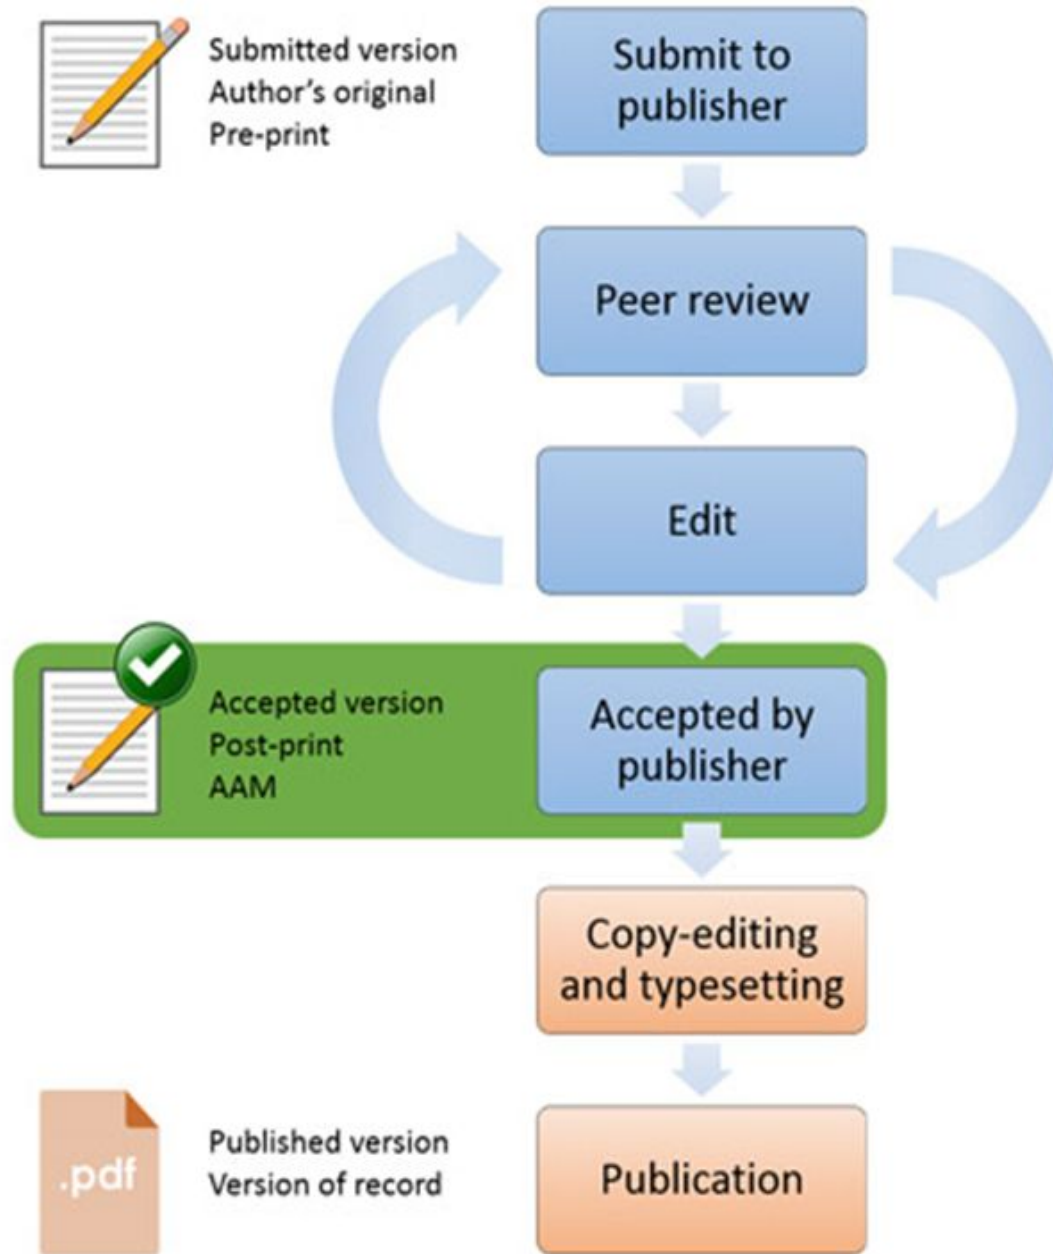 Submitted version
Author's original
Pre-print
Submit to
publisher
Peer review
Edit
Accepted version
Post-print
AAM
Accepted by
publisher
Copy-editing
and typesetting
.pdf
Published version
Version of record
Publication